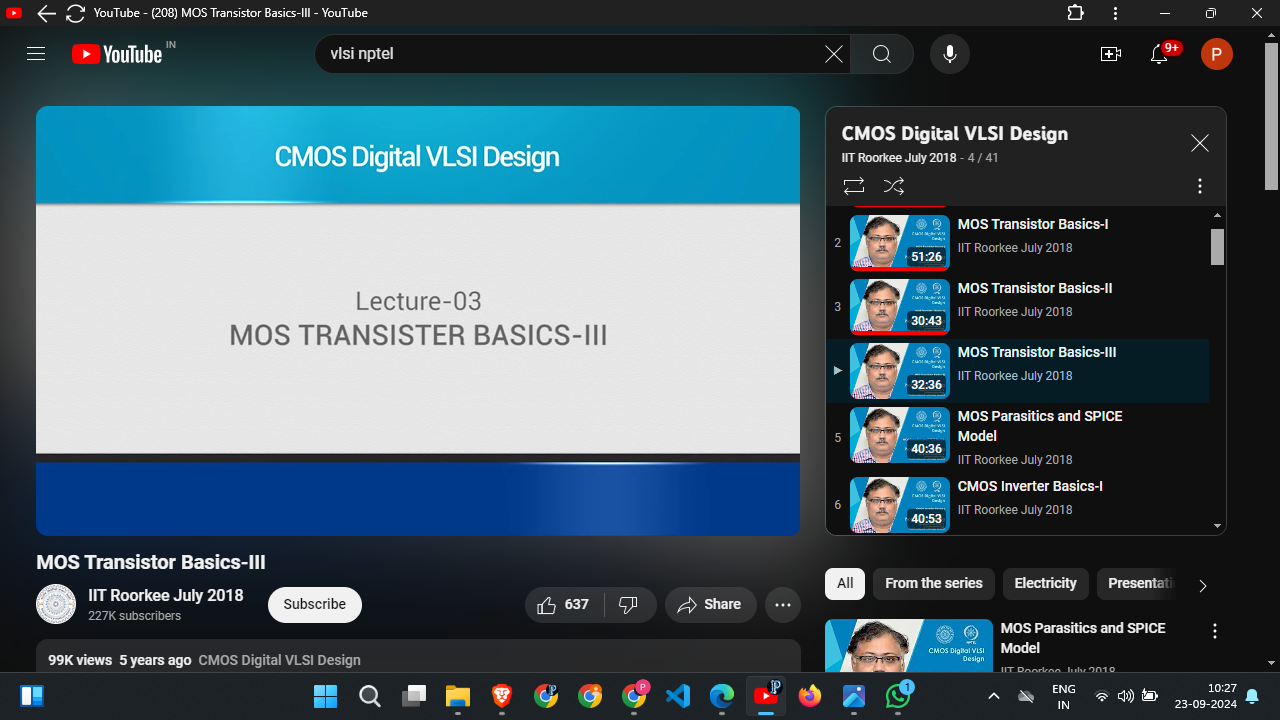 YouTube - (208) MOS Transistor Basics-III - YouTube
YouTube IN
vlsi nptel
9+
P
CMOS Digital VLSI Design
Lecture-03
MOS TRANSISTER BASICS-III
MOS Transistor Basics-III
IIT Roorkee July 2018
227K subscribers
Subscribe
637
Share
99K views 5 years ago CMOS Digital VLSI Design
CMOS Digital VLSI Design
IIT Roorkee July 2018 - 4 / 41
2
51:26
MOS Transistor Basics-I
IIT Roorkee July 2018
3
30:43
MOS Transistor Basics-II
IIT Roorkee July 2018
32:36
MOS Transistor Basics-III
IIT Roorkee July 2018
5
40:36
MOS Parasitics and SPICE
Model
IIT Roorkee July 2018
6
40:53
CMOS Inverter Basics-I
IIT Roorkee July 2018
All
From the series
Electricity
Presentati
CMOS Digital VLSI
Design
MOS Parasitics and SPICE
Model
IIT Roorkee July 2018
P
1
ENG
IN
10:27
23-09-2024